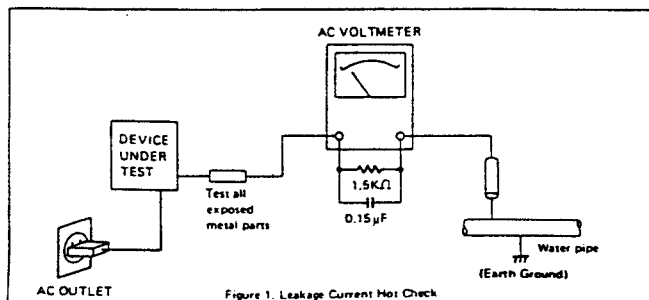 AC VOLTMETER
DEVICE
UNDER
TEST
Test all
exposed
metal parts
1.5KΩ
0.15μF
Water pipe
(Earth Ground)
AC OUTLET
Figure 1. Leakage Current Hot Check